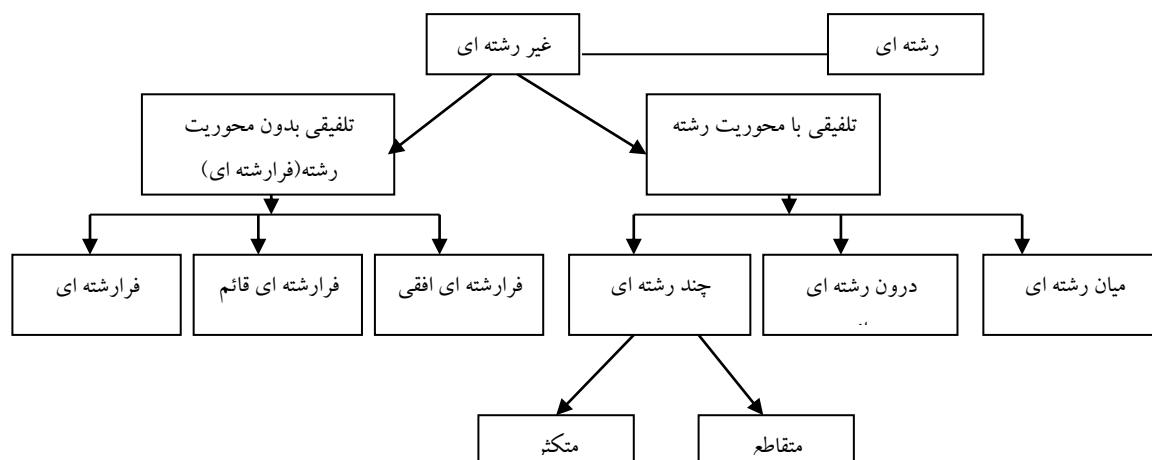 رشته ای
غیر رشته ای
تلفیقی با محوریت رشته
تلفیقی بدون محوریت
رشته(فرارشته ای)
میان رشته ای
درون رشته ای
چند رشته ای
فرارشته ای افقی
فرارشته ای قائم
فرارشته ای
متقاطع
متکثر